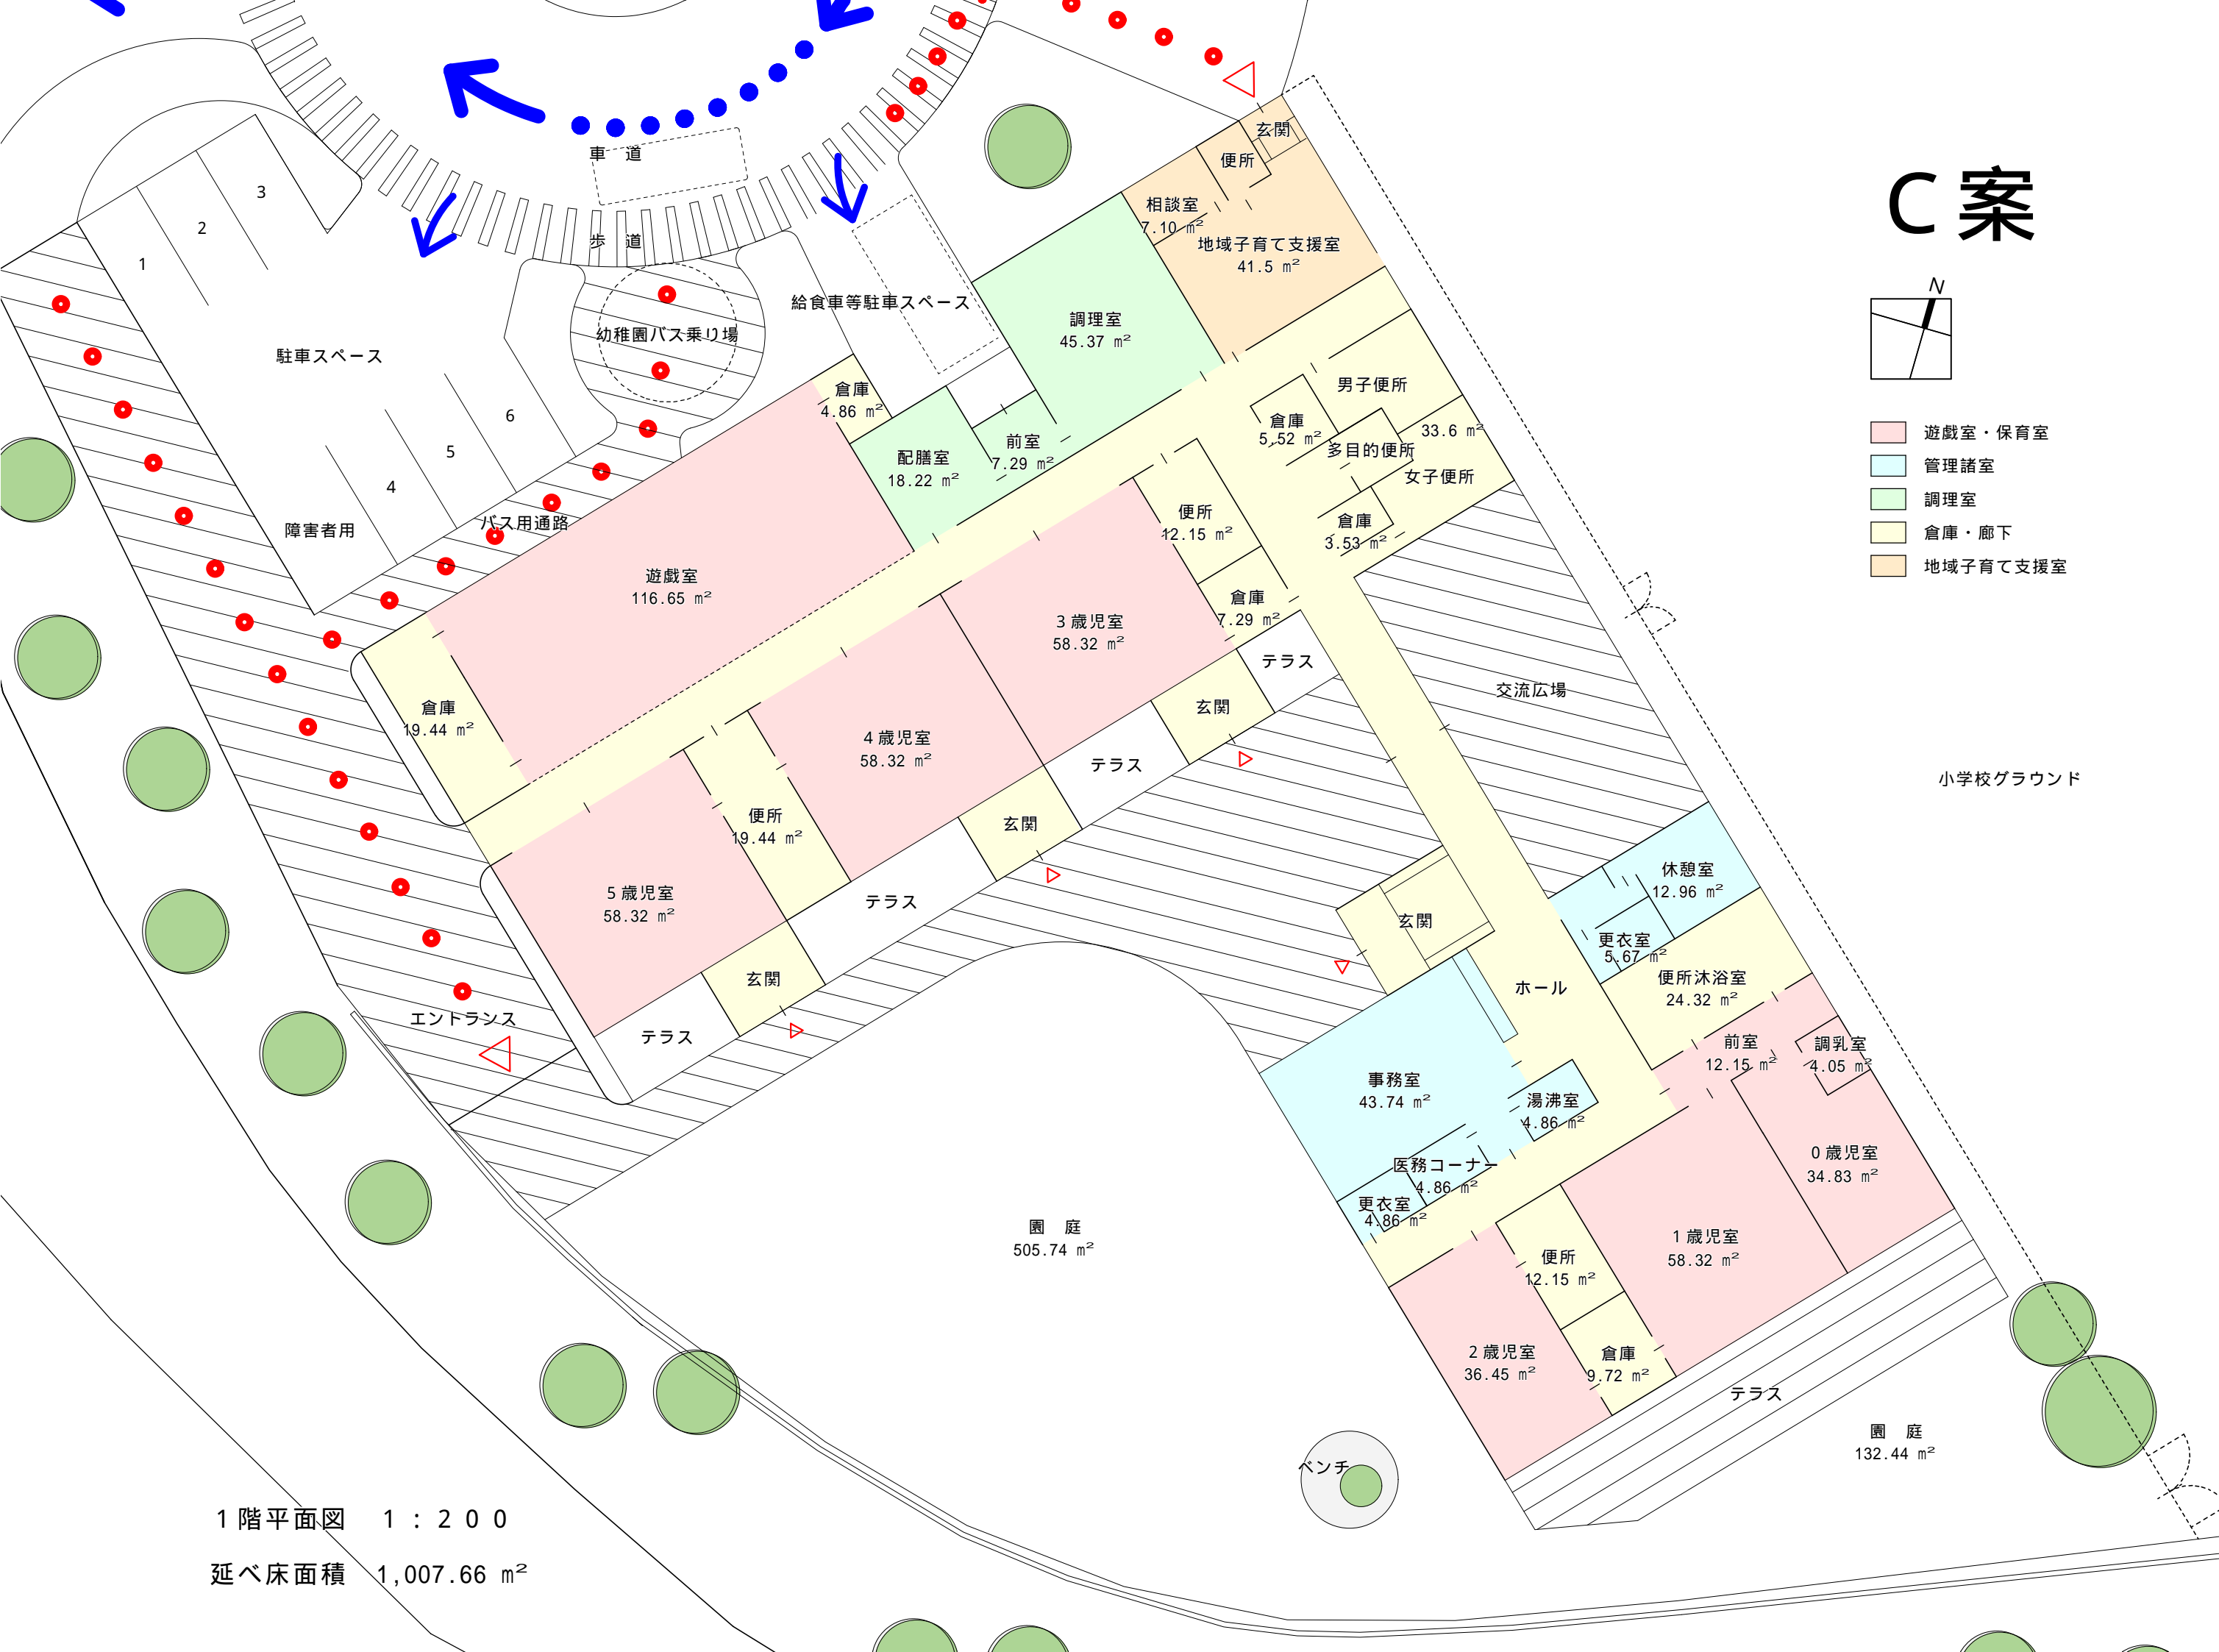 C案
N
遊戯室・保育室
管理諸室
調理室
倉庫・廊下
地域子育て支援室
車　道
歩　道
1
2
3
駐車スペース
4
5
6
障害者用
バス用通路
幼稚園バス乗り場
給食車等駐車スペース
玄関
便所
相談室
7.10 ㎡
地域子育て支援室
41.5 ㎡
調理室
45.37 ㎡
倉庫
4.86 ㎡
配膳室
18.22 ㎡
前室
7.29 ㎡
男子便所
倉庫
5.52 ㎡
多目的便所
33.6 ㎡
女子便所
倉庫
3.53 ㎡
便所
12.15 ㎡
倉庫
7.29 ㎡
遊戯室
116.65 ㎡
倉庫
19.44 ㎡
３歳児室
58.32 ㎡
４歳児室
58.32 ㎡
便所
19.44 ㎡
５歳児室
58.32 ㎡
テラス
玄関
テラス
玄関
テラス
玄関
テラス
エントランス
交流広場
小学校グラウンド
玄関
ホール
休憩室
12.96 ㎡
更衣室
5.67 ㎡
便所沐浴室
24.32 ㎡
前室
12.15 ㎡
調乳室
4.05 ㎡
事務室
43.74 ㎡
湯沸室
4.86 ㎡
医務コーナー
4.86 ㎡
更衣室
4.86 ㎡
０歳児室
34.83 ㎡
１歳児室
58.32 ㎡
便所
12.15 ㎡
倉庫
9.72 ㎡
２歳児室
36.45 ㎡
テラス
園　庭
505.74 ㎡
園　庭
132.44 ㎡
ベンチ
１階平面図　１：２００
延べ床面積　1,007.66 ㎡